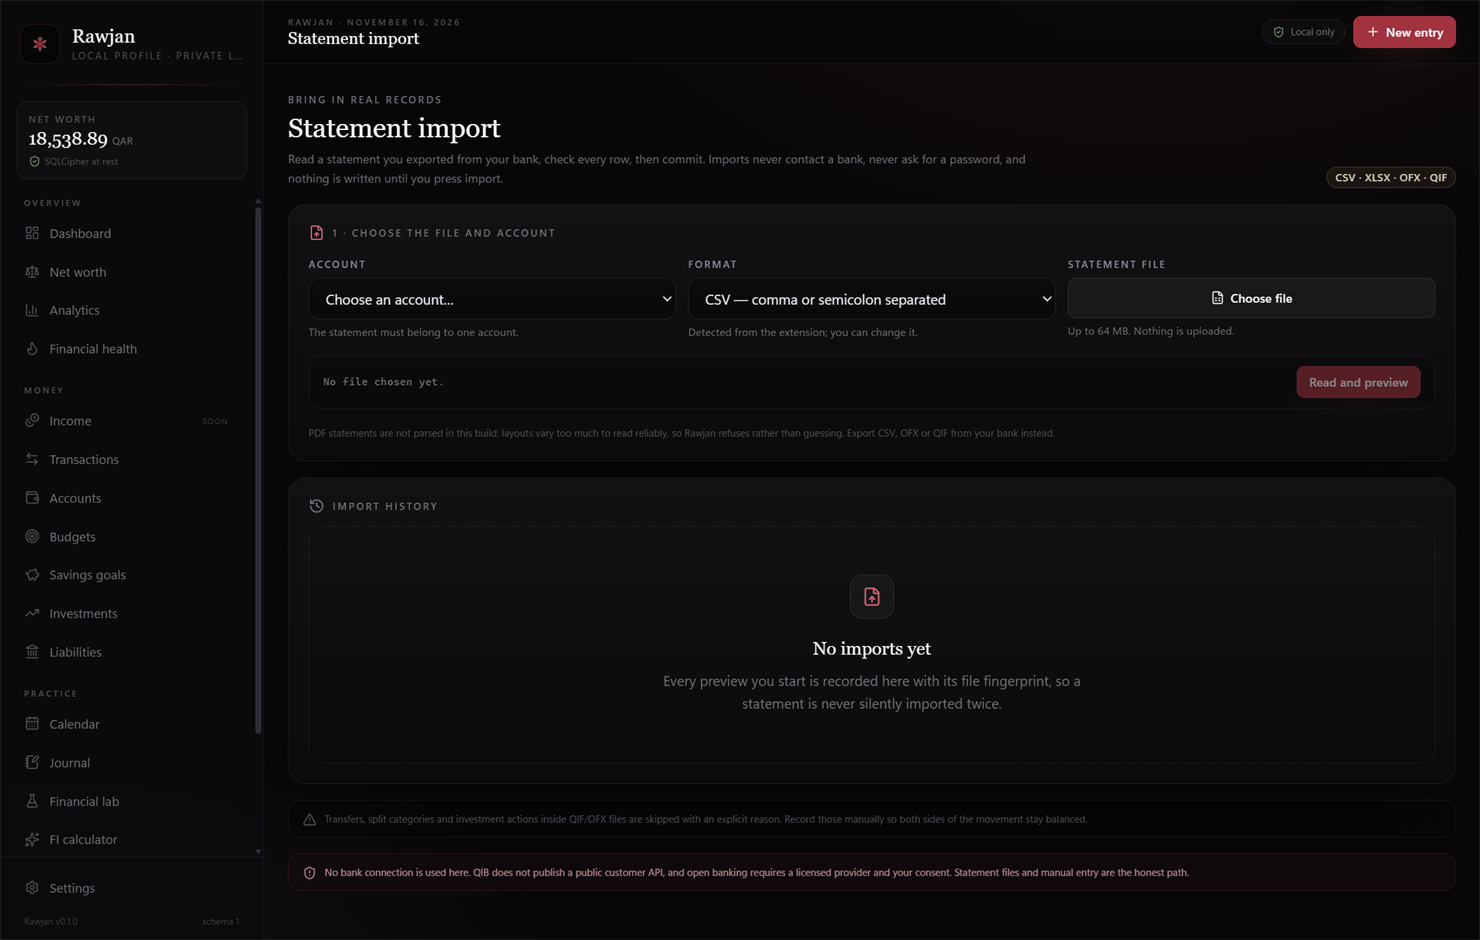 Rawjan
LOCAL PROFILE · PRIVATE L...
NET WORTH
18,538.89 QAR
SQLCipher at rest
OVERVIEW
Dashboard
Net worth
Analytics
Financial health
MONEY
Income SOON
Transactions
Accounts
Budgets
Savings goals
Investments
Liabilities
PRACTICE
Calendar
Journal
Financial lab
FI calculator
Settings
Rawjan v0.1.0 schema 1
RAWJAN · NOVEMBER 16, 2026
Statement import
Local only
New entry
BRING IN REAL RECORDS
Statement import
Read a statement you exported from your bank, check every row, then commit. Imports never contact a bank, never ask for a password, and
nothing is written until you press import.
CSV · XLSX · OFX · QIF
1 · CHOOSE THE FILE AND ACCOUNT
ACCOUNT
Choose an account...
The statement must belong to one account.
FORMAT
CSV — comma or semicolon separated
Detected from the extension; you can change it.
STATEMENT FILE
Choose file
Up to 64 MB. Nothing is uploaded.
No file chosen yet.
Read and preview
PDF statements are not parsed in this build: layouts vary too much to read reliably, so Rawjan refuses rather than guessing. Export CSV, OFX or QIF from your bank instead.
IMPORT HISTORY
No imports yet
Every preview you start is recorded here with its file fingerprint, so a
statement is never silently imported twice.
Transfers, split categories and investment actions inside QIF/OFX files are skipped with an explicit reason. Record those manually so both sides of the movement stay balanced.
No bank connection is used here. QIB does not publish a public customer API, and open banking requires a licensed provider and your consent. Statement files and manual entry are the honest path.